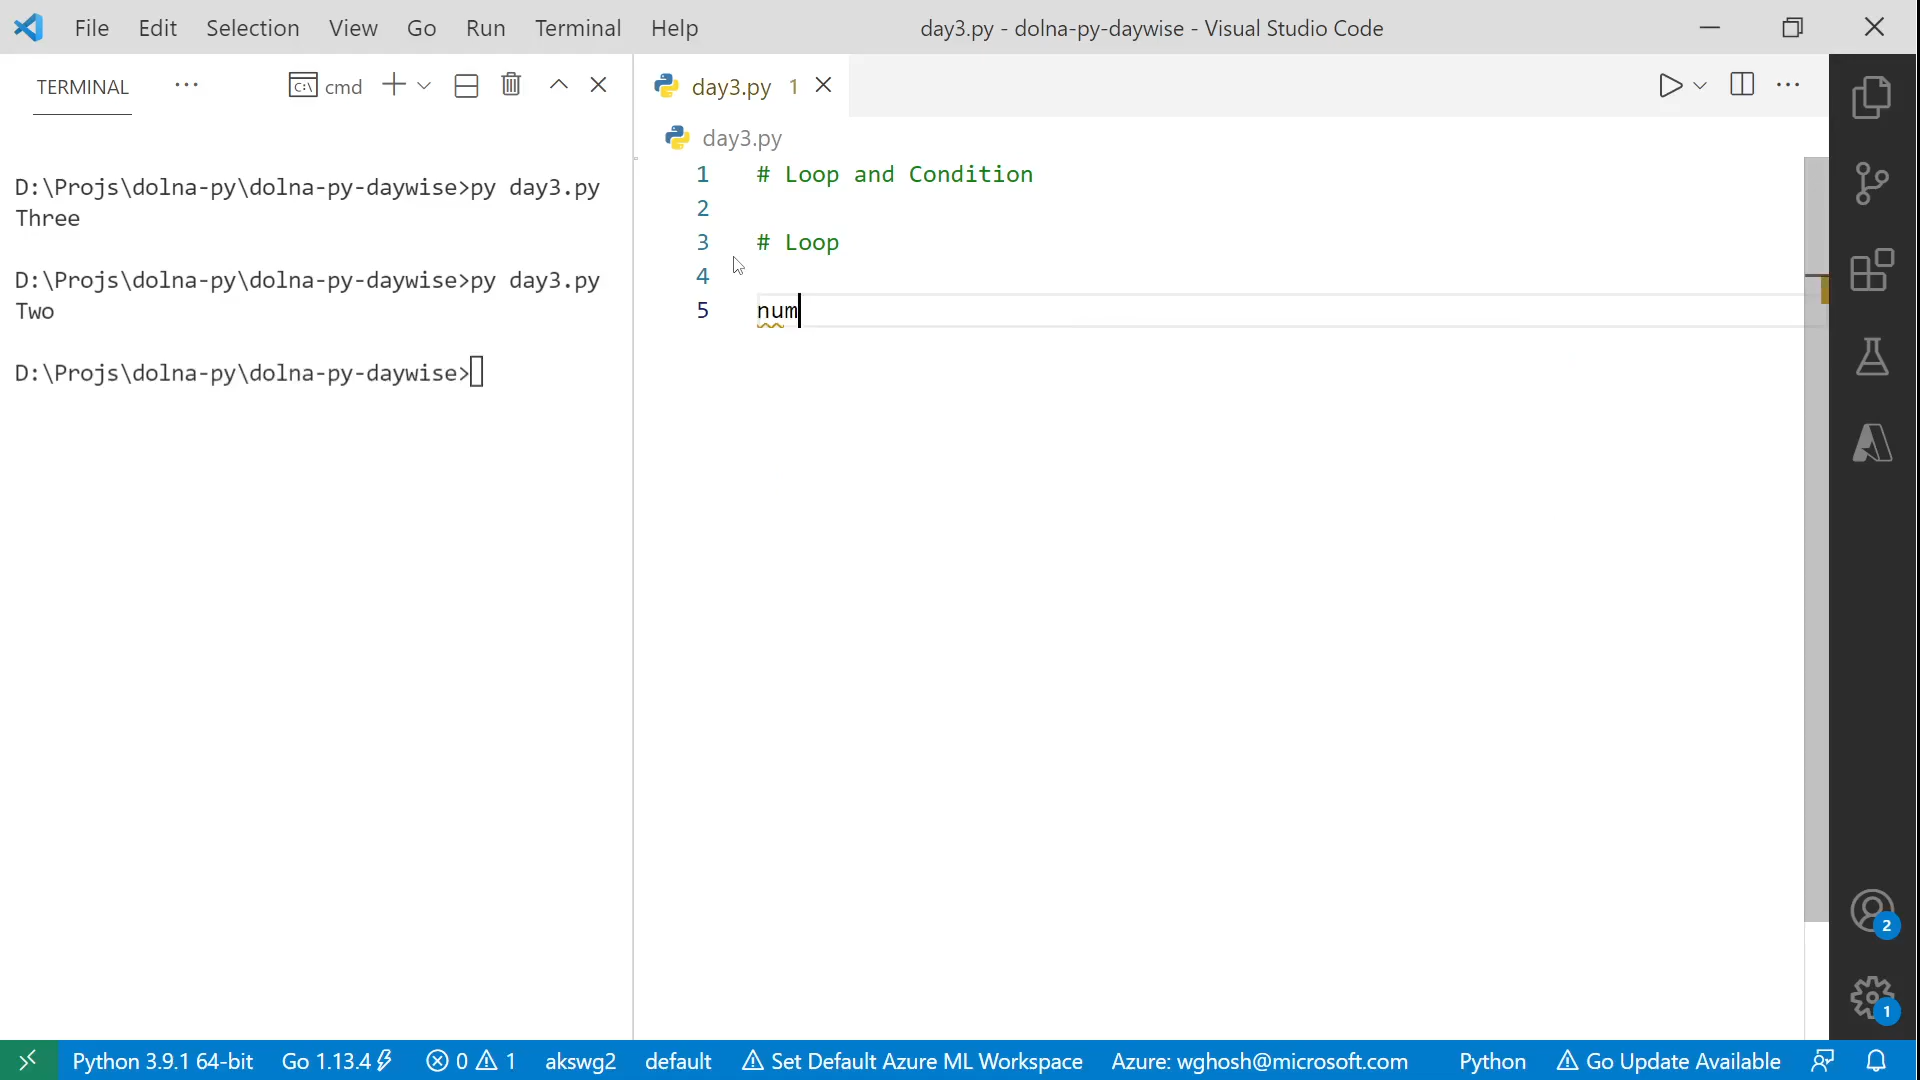 File Edit Selection View Go Run Terminal Help day3.py - dolna-py-daywise - Visual Studio Code
TERMINAL ... cmd
day3.py 1
day3.py
D:\Projs\dolna-py\dolna-py-daywise>py day3.py
Three
D:\Projs\dolna-py\dolna-py-daywise>py day3.py
Two
D:\Projs\dolna-py\dolna-py-daywise>
1 # Loop and Condition
2
3 # Loop
4
5 num
2
1
Python 3.9.1 64-bit Go 1.13.4 0 1 akswg2 default Set Default Azure ML Workspace Azure: wghosh@microsoft.com Python Go Update Available